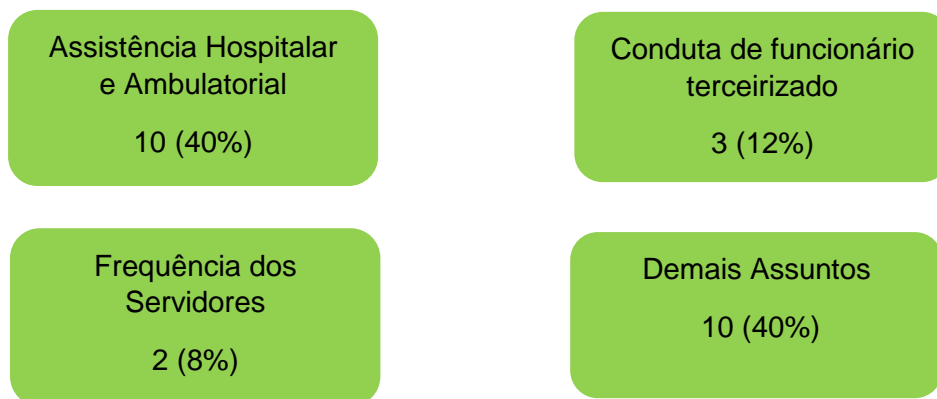 Assistência Hospitalar
e Ambulatorial
10 (40%)
Conduta de funcionário
terceirizado
3 (12%)
Frequência dos
Servidores
2 (8%)
Demais Assuntos
10 (40%)